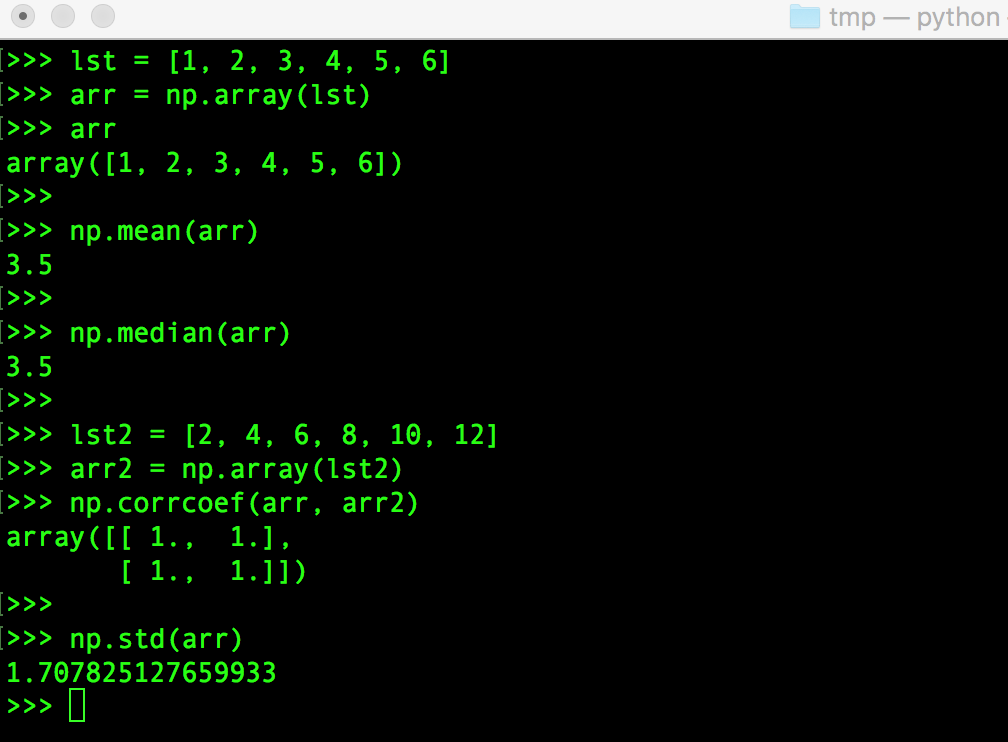 tmp — python
[>>> lst = [1, 2, 3, 4, 5, 6]
[>>> arr = np.array(lst)
[>>> arr
array([1, 2, 3, 4, 5, 6])
[>>>
[>>> np.mean(arr)
3.5
[>>>
[>>> np.median(arr)
3.5
[>>>
[>>> lst2 = [2, 4, 6, 8, 10, 12]
[>>> arr2 = np.array(lst2)
[>>> np.corrcoef(arr, arr2)
array([[ 1.,  1.],
       [ 1.,  1.]])
[>>>
[>>> np.std(arr)
1.707825127659933
>>>